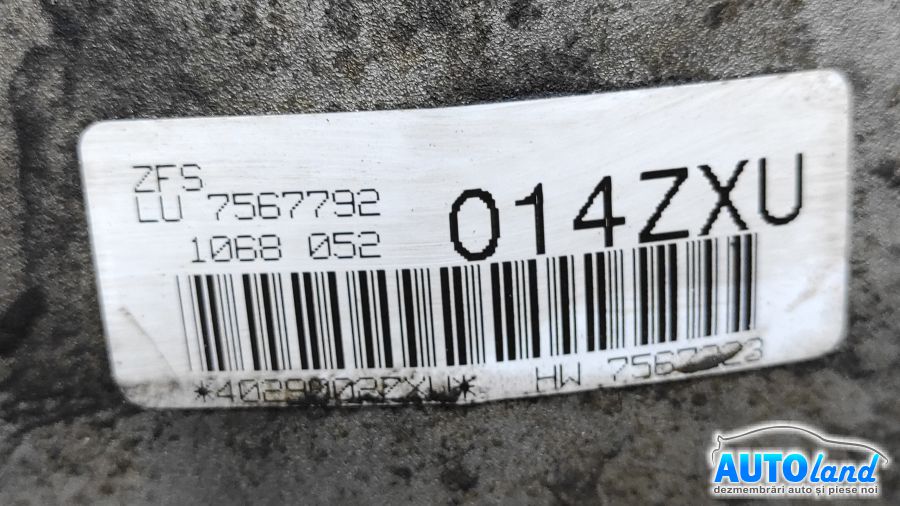 ZFS
LU 7567792
1068 052
014ZXU
HW
AUTOland
dezmembrări auto și piese noi